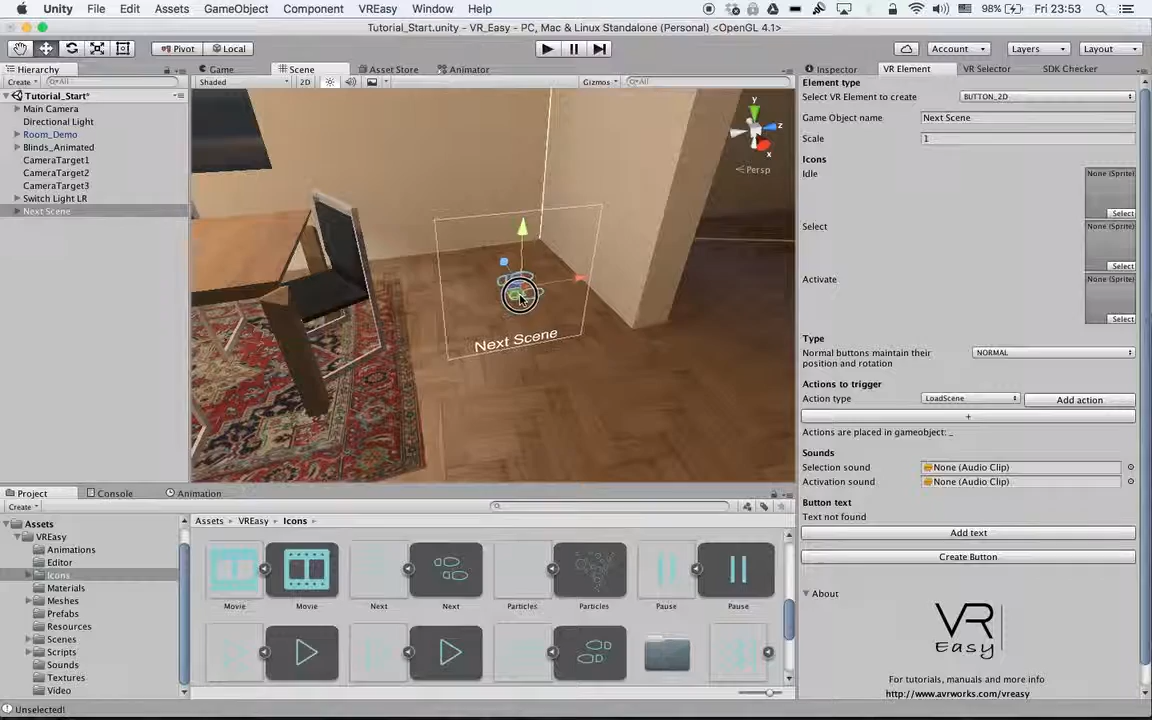 Unity File Edit Assets GameObject Component VREasy Window Help 98% Fri 23:53
Tutorial_Start.unity - VR_Easy - PC, Mac & Linux Standalone (Personal) <OpenGL 4.1>
Pivot Local Account Layers Layout
Hierarchy Game Scene Asset Store Animator Inspector VR Element VR Selector SDK Checker
Create All Shaded 2D Gizmos All
Tutorial_Start*
Main Camera
Directional Light
Room_Demo
Blinds_Animated
CameraTarget1
CameraTarget2
CameraTarget3
Switch Light LR
Next Scene
y
z
x
Persp
Next Scene
Element type
Select VR Element to create BUTTON_2D
Game Object name Next Scene
Scale 1
Icons
Idle None (Sprite)
Select
Select None (Sprite)
Select
Activate None (Sprite)
Select
Type
Normal buttons maintain their NORMAL
position and rotation
Actions to trigger
Action type LoadScene Add action
+
Actions are placed in gameobject: _
Sounds
Selection sound None (Audio Clip)
Activation sound None (Audio Clip)
Button text
Text not found
Add text
Create Button
About
VR
Easy
For tutorials, manuals and more info
http://www.avrworks.com/vreasy
Project Console Animation
Create
Assets
VREasy
Animations
Editor
Icons
Materials
Meshes
Prefabs
Resources
Scenes
Scripts
Sounds
Textures
Video
Assets VREasy Icons
Movie Movie Next Next Particles Particles Pause Pause
Unselected!